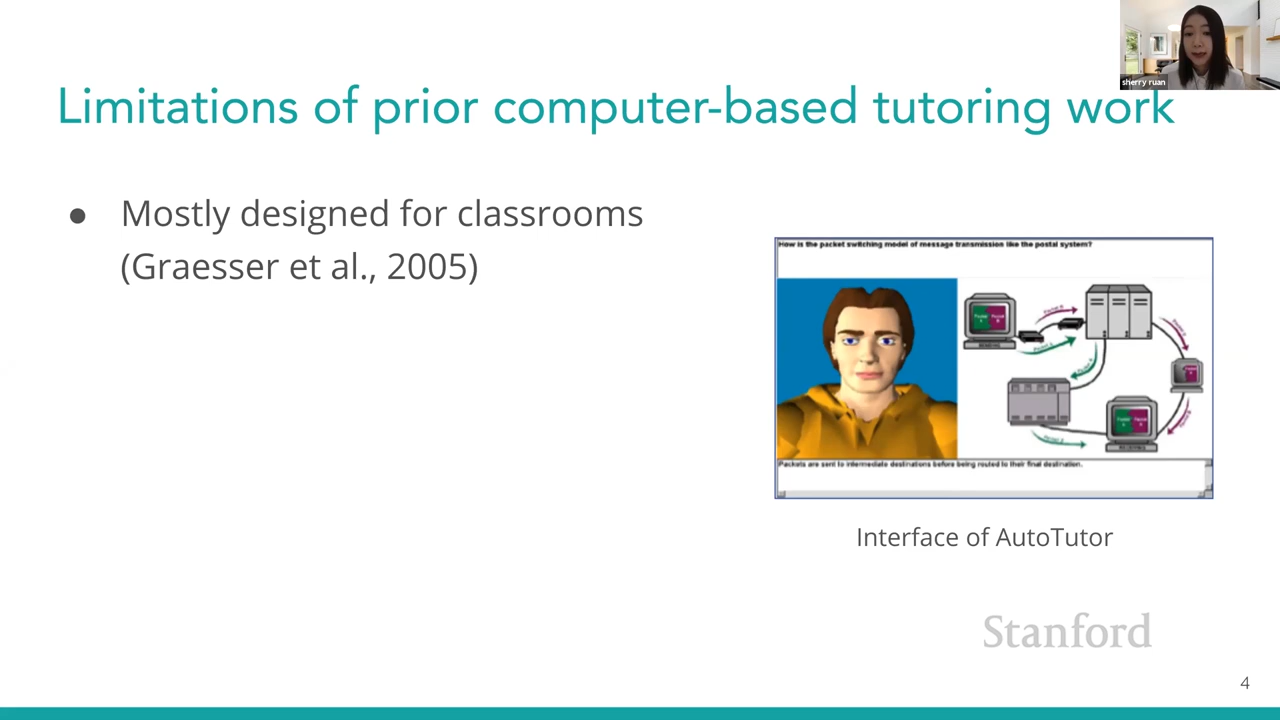 sherry ruan
Limitations of prior computer-based tutoring work
● Mostly designed for classrooms
(Graesser et al., 2005)
How is the packet switching model of message transmission like the postal system?
Packets are sent to intermediate destinations before being routed to their final destination.
Interface of AutoTutor
Stanford
4